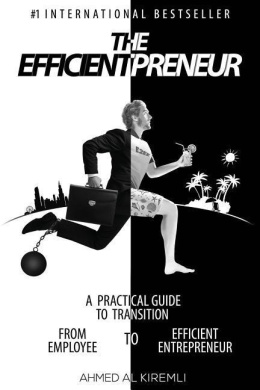 #1 INTERNATIONAL BESTSELLER
THE
EFFICIENTPRENEUR
A PRACTICAL GUIDE
TO TRANSITION
FROM EMPLOYEE TO EFFICIENT ENTREPRENEUR
AHMED AL KIREMLI